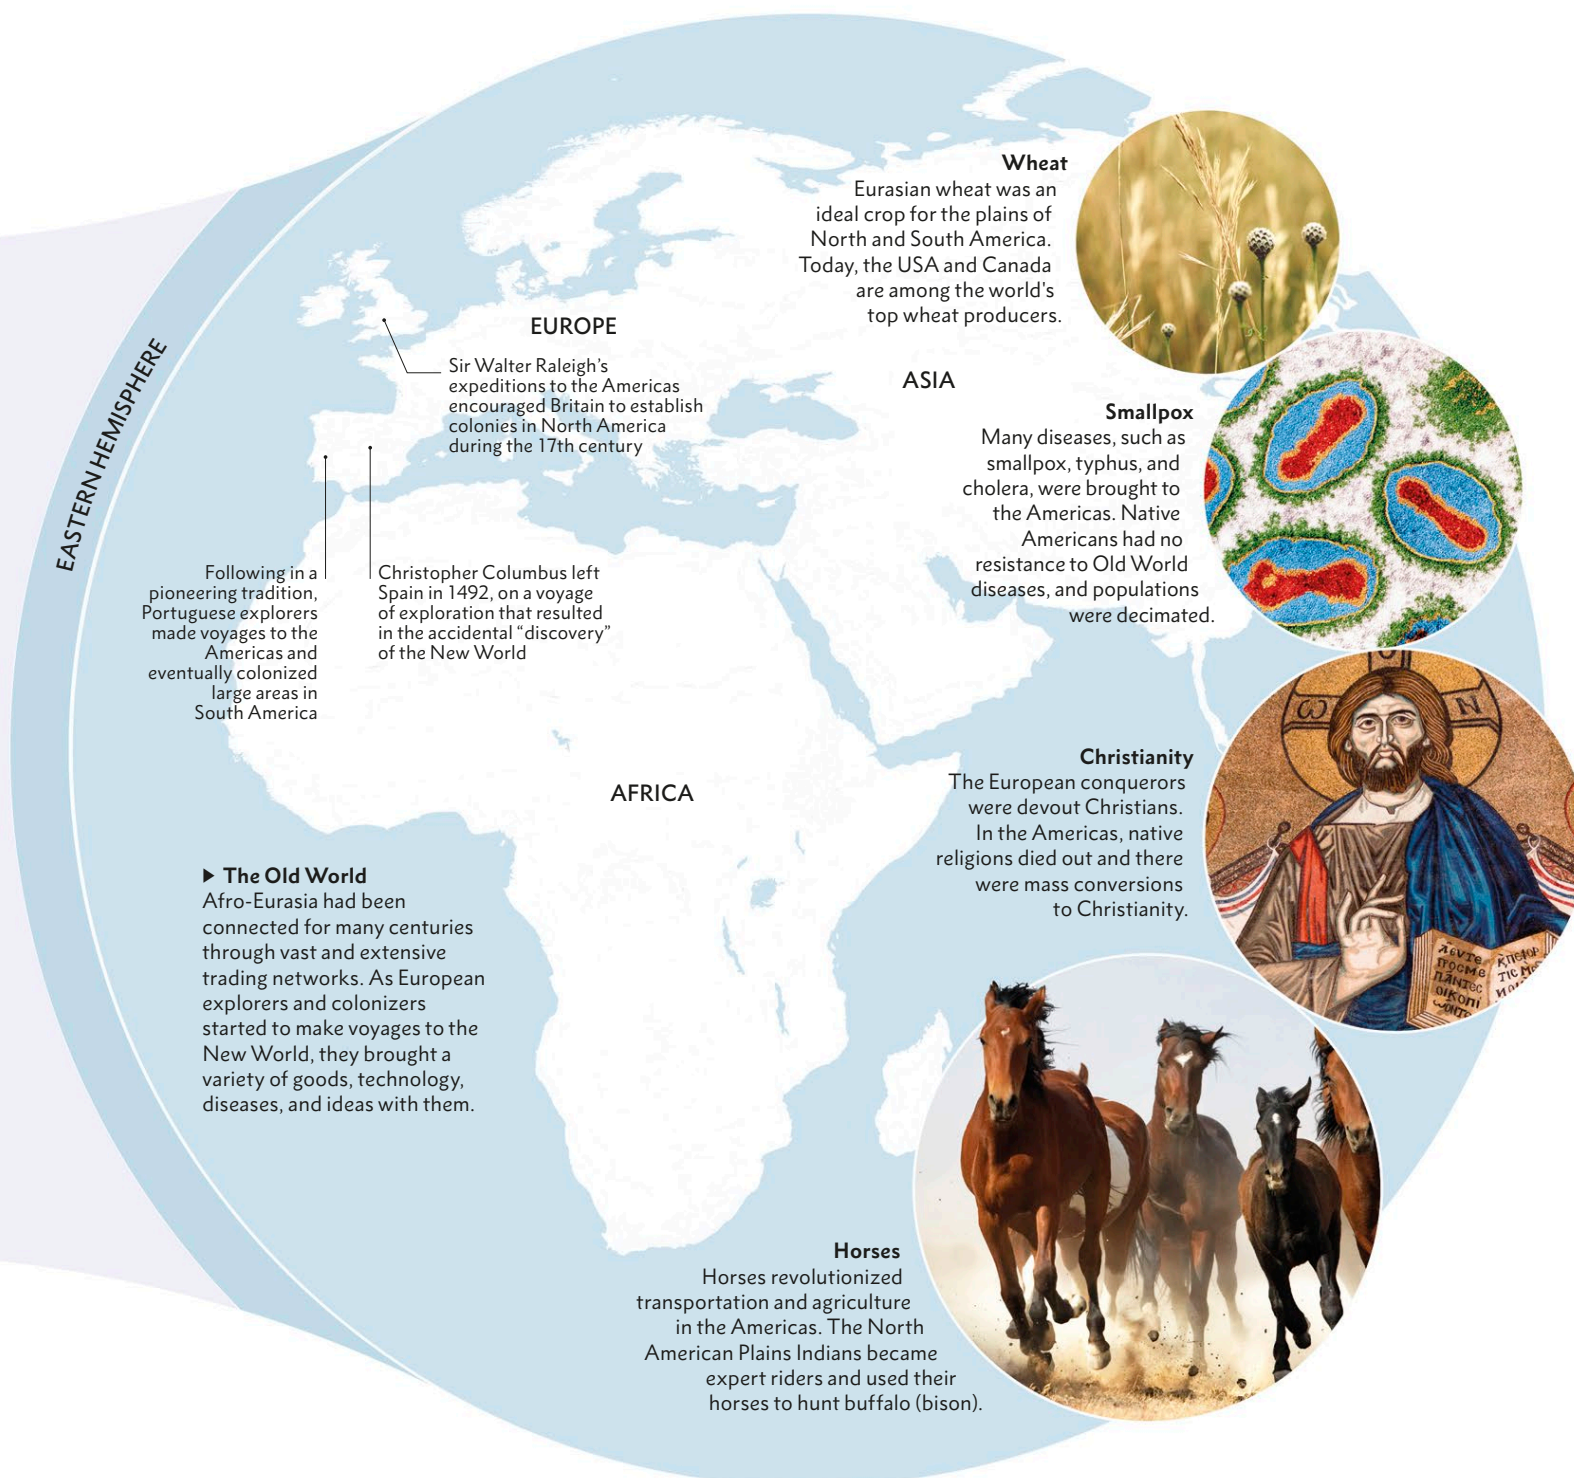 EASTERN HEMISPHERE
EUROPE
Sir Walter Raleigh's
expeditions to the Americas
encouraged Britain to establish
colonies in North America
during the 17th century
Following in a
pioneering tradition,
Portuguese explorers
made voyages to the
Americas and
eventually colonized
large areas in
South America
Christopher Columbus left
Spain in 1492, on a voyage
of exploration that resulted
in the accidental “discovery”
of the New World
AFRICA
▶ The Old World
Afro-Eurasia had been
connected for many centuries
through vast and extensive
trading networks. As European
explorers and colonizers
started to make voyages to the
New World, they brought a
variety of goods, technology,
diseases, and ideas with them.
ASIA
Wheat
Eurasian wheat was an
ideal crop for the plains of
North and South America.
Today, the USA and Canada
are among the world's
top wheat producers.
Smallpox
Many diseases, such as
smallpox, typhus, and
cholera, were brought to
the Americas. Native
Americans had no
resistance to Old World
diseases, and populations
were decimated.
Christianity
The European conquerors
were devout Christians.
In the Americas, native
religions died out and there
were mass conversions
to Christianity.
Horses
Horses revolutionized
transportation and agriculture
in the Americas. The North
American Plains Indians became
expert riders and used their
horses to hunt buffalo (bison).